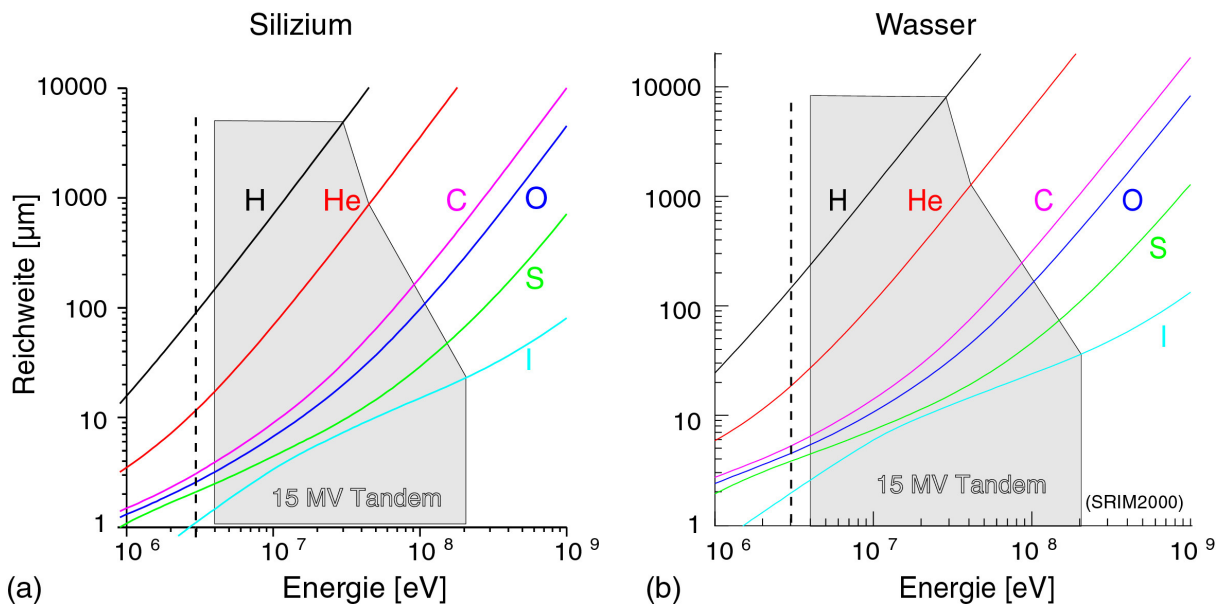 Silizium
Reichweite [µm]
10000
1000
100
10
1
H
He
C
O
S
I
15 MV Tandem
10 6
10 7
10 8
10 9
Energie [eV]
(a)
Wasser
10000
1000
100
10
1
H
He
C
O
S
I
15 MV Tandem
(SRIM2000)
10 6
10 7
10 8
10 9
Energie [eV]
(b)